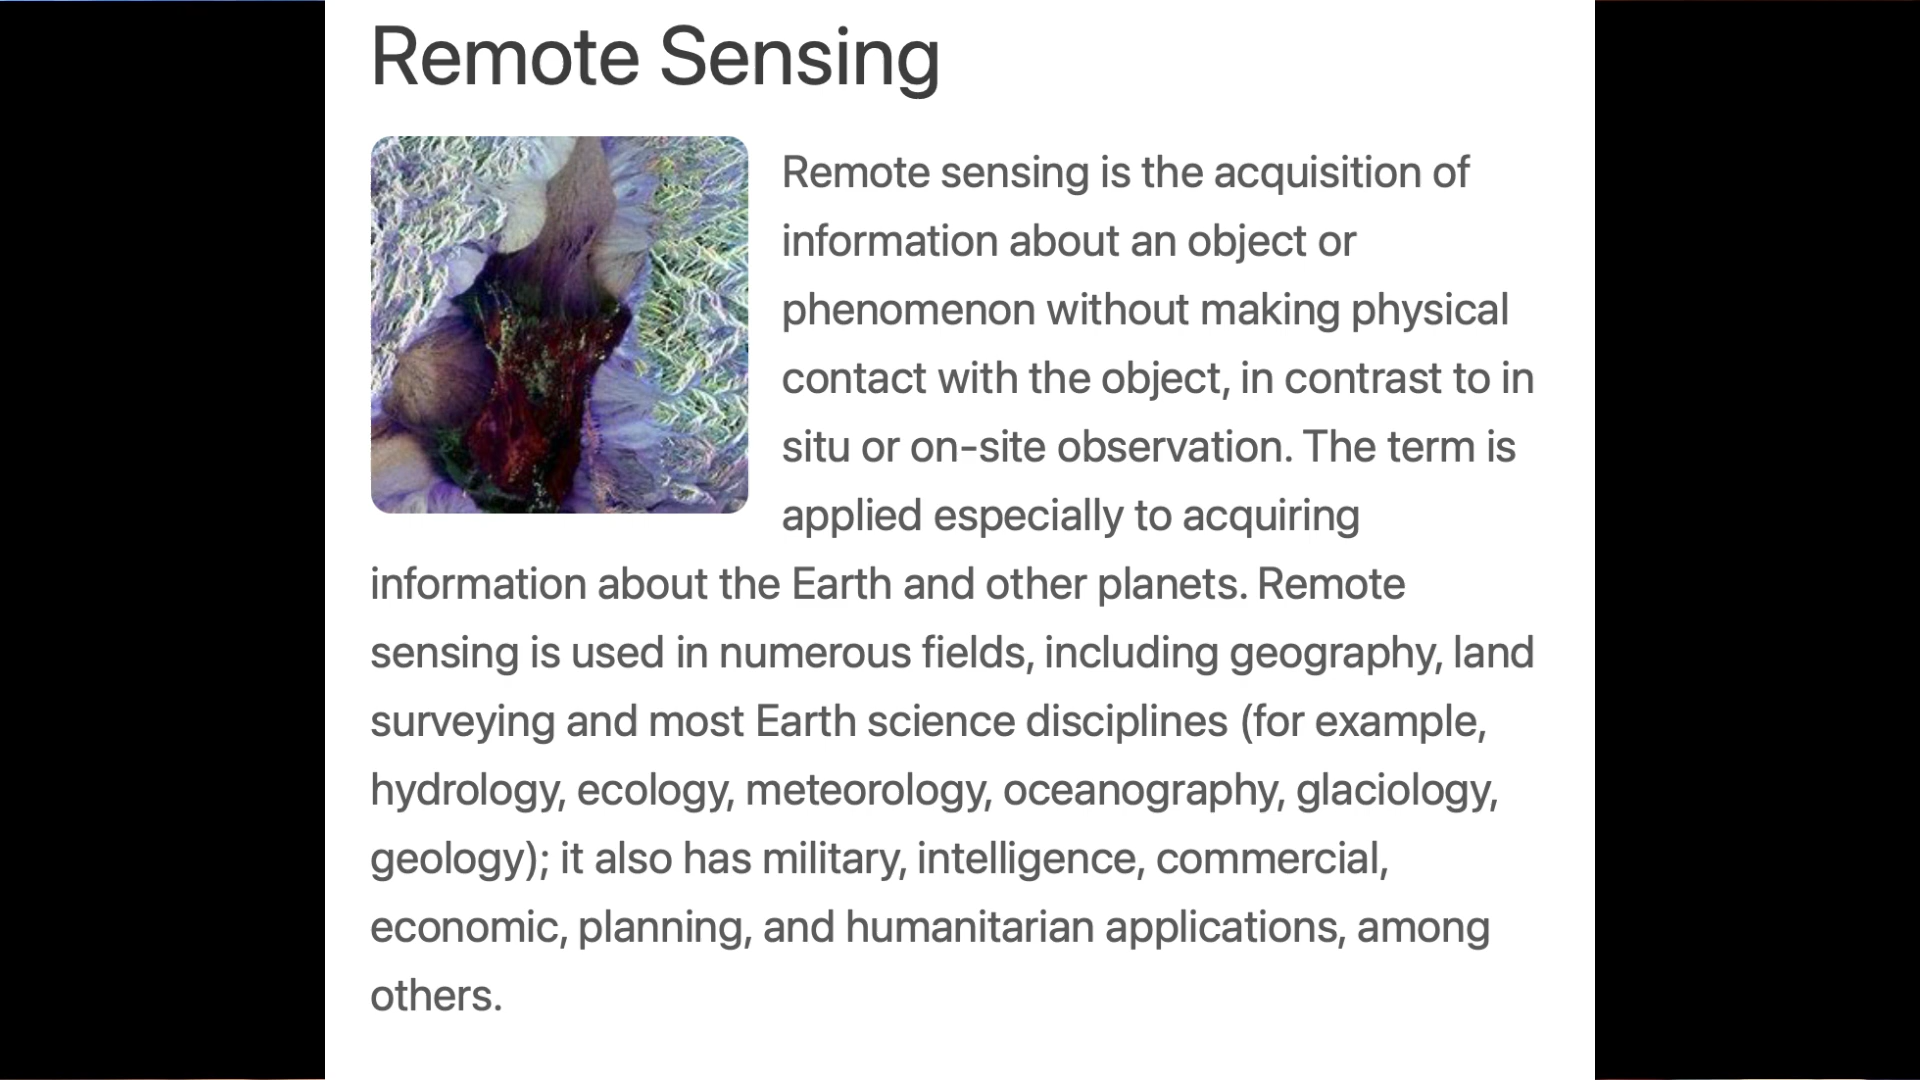 Remote Sensing
Remote sensing is the acquisition of
information about an object or
phenomenon without making physical
contact with the object, in contrast to in
situ or on-site observation. The term is
applied especially to acquiring
information about the Earth and other planets. Remote
sensing is used in numerous fields, including geography, land
surveying and most Earth science disciplines (for example,
hydrology, ecology, meteorology, oceanography, glaciology,
geology); it also has military, intelligence, commercial,
economic, planning, and humanitarian applications, among
others.